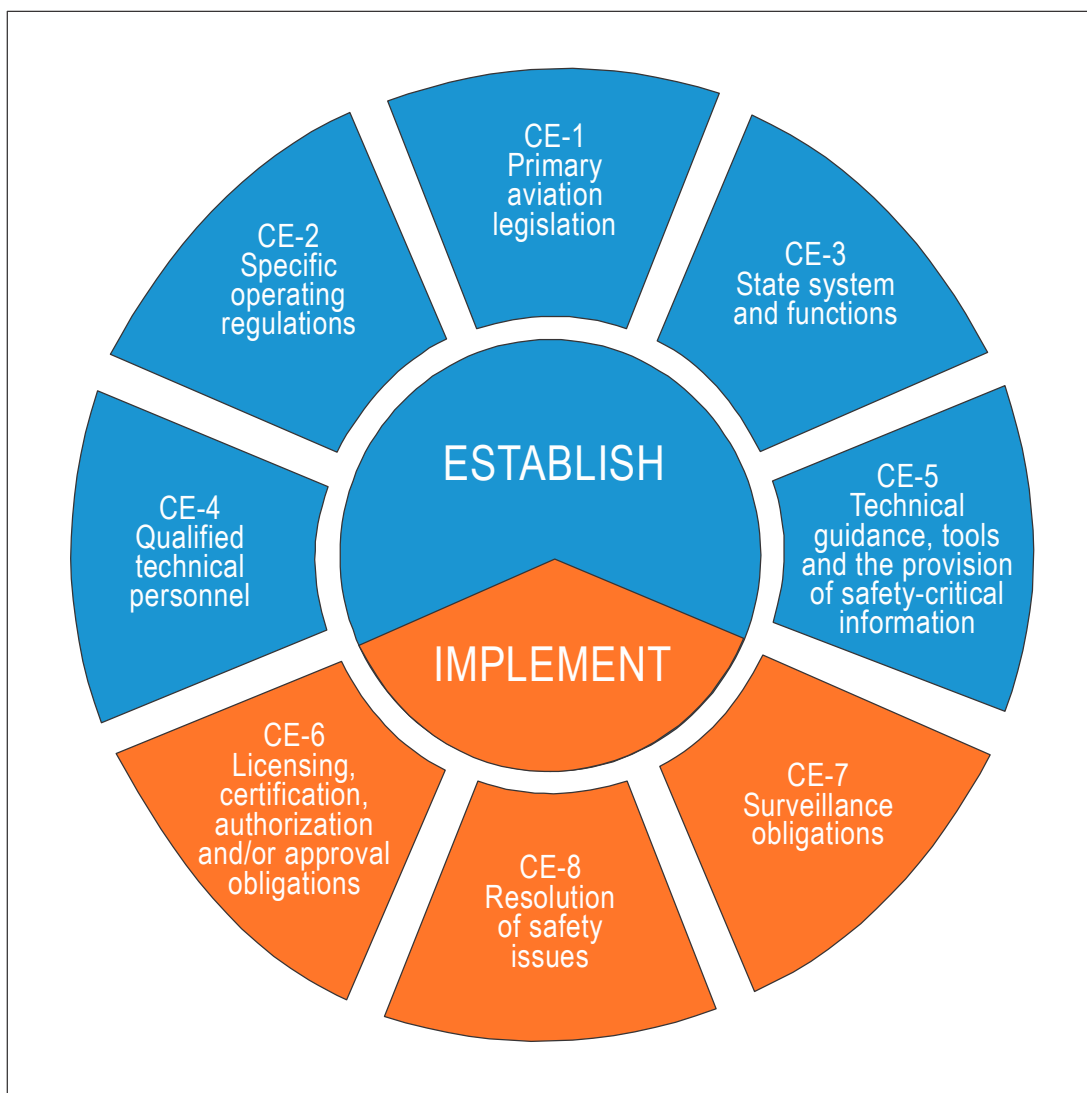 CE-1
Primary
aviation
legislation
CE-2
Specific
operating
regulations
CE-3
State system
and functions
CE-4
Qualified
technical
personnel
CE-5
Technical
guidance, tools
and the provision
of safety-critical
information
ESTABLISH
IMPLEMENT
CE-6
Licensing,
certification,
authorization
and/or approval
obligations
CE-7
Surveillance
obligations
CE-8
Resolution
of safety
issues